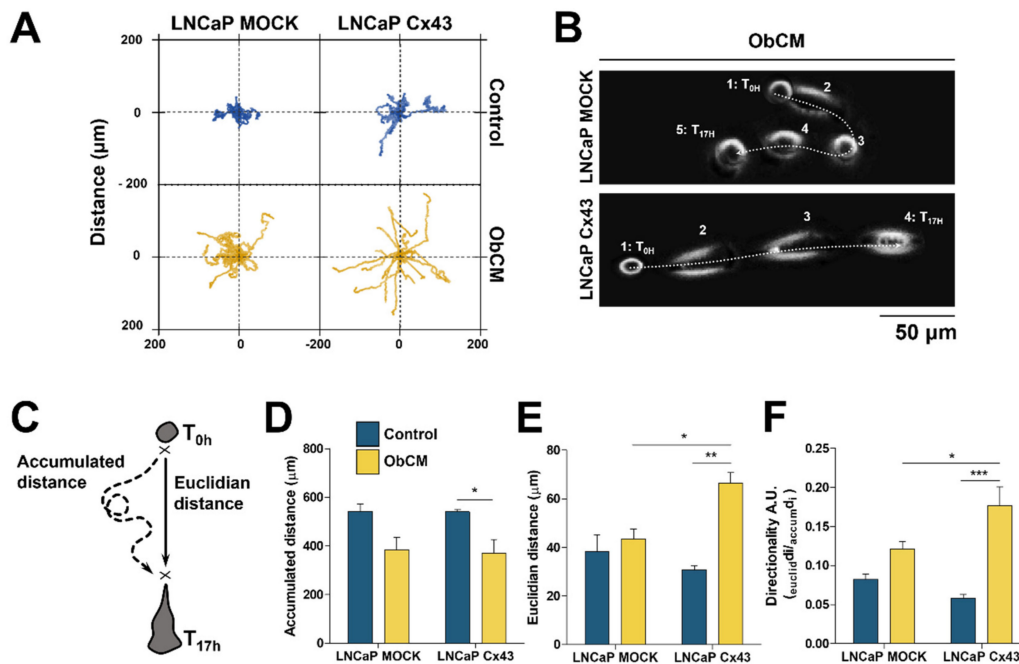 A
LNCaP MOCK
LNCaP Cx43
200
0
- 200
0
200
Distance (µm)
Control
ObCM
200
0
200
-200
0
200
B
ObCM
LNCaP MOCK
1: T0H
2
3
4
5: T17H
LNCaP Cx43
1: T0H
2
3
4: T17H
50 µm
C
T0h
Accumulated
distance
Euclidian
distance
T17h
D
Control
ObCM
Accumulated distance (µm)
800
600
400
200
0
*
LNCaP MOCK
LNCaP Cx43
E
Euclidian distance (µm)
80
60
40
20
0
*
**
LNCaP MOCK
LNCaP Cx43
F
Directionality A.U.
(eucliddi/accumdi)
0.25
0.20
0.15
0.10
0.05
0.00
*
***
LNCaP MOCK
LNCaP Cx43